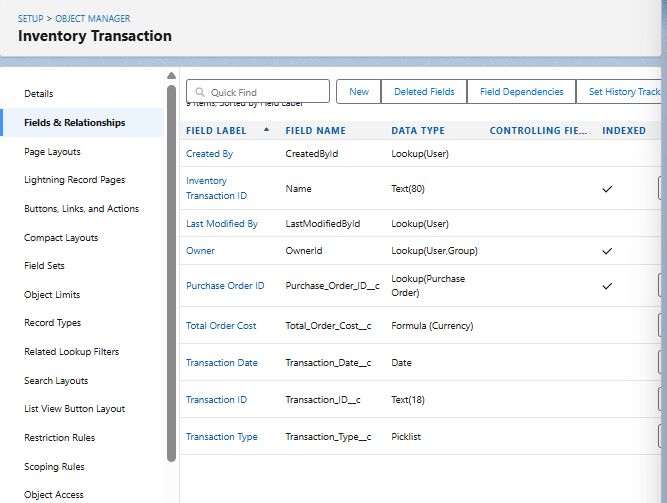 SETUP > OBJECT MANAGER
Inventory Transaction
Details
Fields & Relationships
Page Layouts
Lightning Record Pages
Buttons, Links, and Actions
Compact Layouts
Field Sets
Object Limits
Record Types
Related Lookup Filters
Search Layouts
List View Button Layout
Restriction Rules
Scoping Rules
Object Access
Quick Find
New
Deleted Fields
Field Dependencies
Set History Track
9 Items, Sorted by Field Label
FIELD LABEL FIELD NAME DATA TYPE CONTROLLING FIE... INDEXED
Created By CreatedById Lookup(User)
Inventory
Transaction ID Name Text(80)
Last Modified By LastModifiedById Lookup(User)
Owner OwnerId Lookup(User,Group)
Purchase Order ID Purchase_Order_ID__c Lookup(Purchase
Order)
Total Order Cost Total_Order_Cost__c Formula (Currency)
Transaction Date Transaction_Date__c Date
Transaction ID Transaction_ID__c Text(18)
Transaction Type Transaction_Type__c Picklist